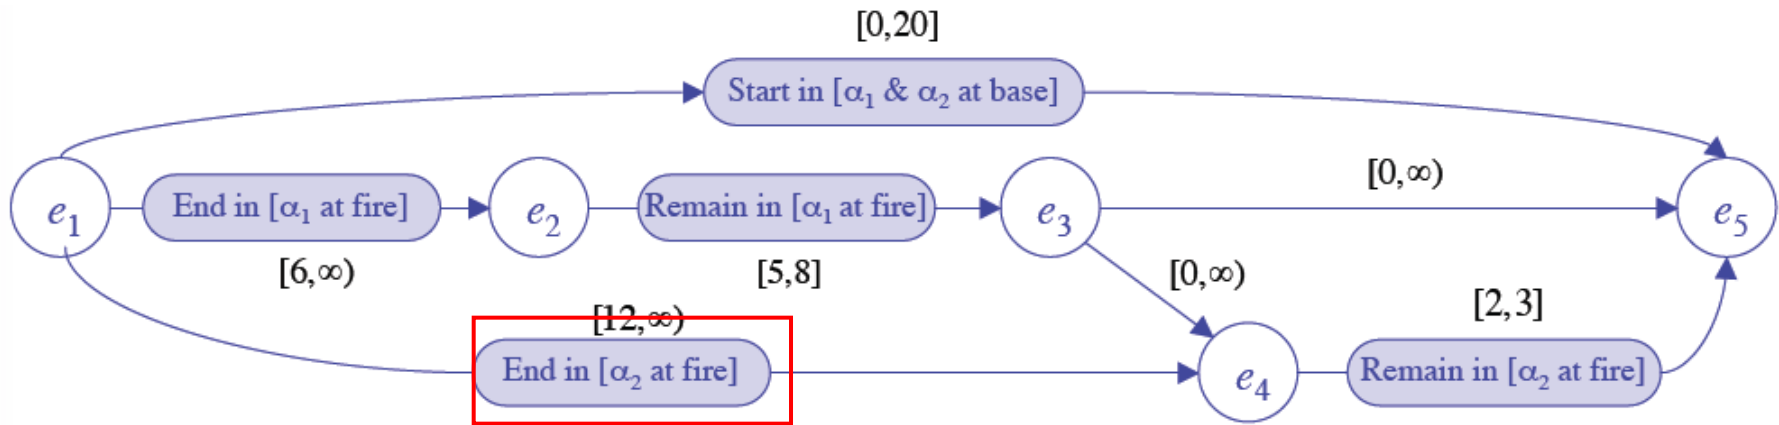 [0,20]
Start in [α₁ & α₂ at base]
[0,∞)
e₁
End in [α₁ at fire]
e₂
Remain in [α₁ at fire]
e₃
e₅
[6,∞)
[5,8]
[0,∞)
[2,3]
[12,∞)
End in [α₂ at fire]
e₄
Remain in [α₂ at fire]